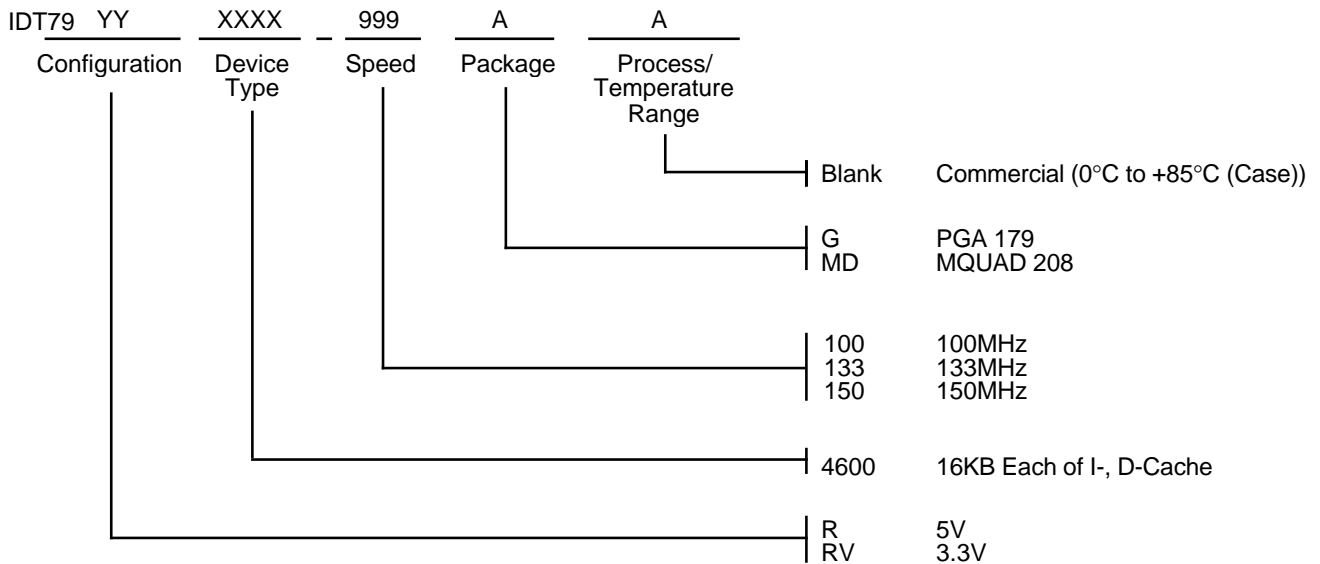 IDT79 YY XXXX - 999 A A
Configuration Device Type Speed Package Process/
Temperature
Range
Blank Commercial (0°C to +85°C (Case))
G PGA 179
MD MQUAD 208
100 100MHz
133 133MHz
150 150MHz
4600 16KB Each of I-, D-Cache
R 5V
RV 3.3V